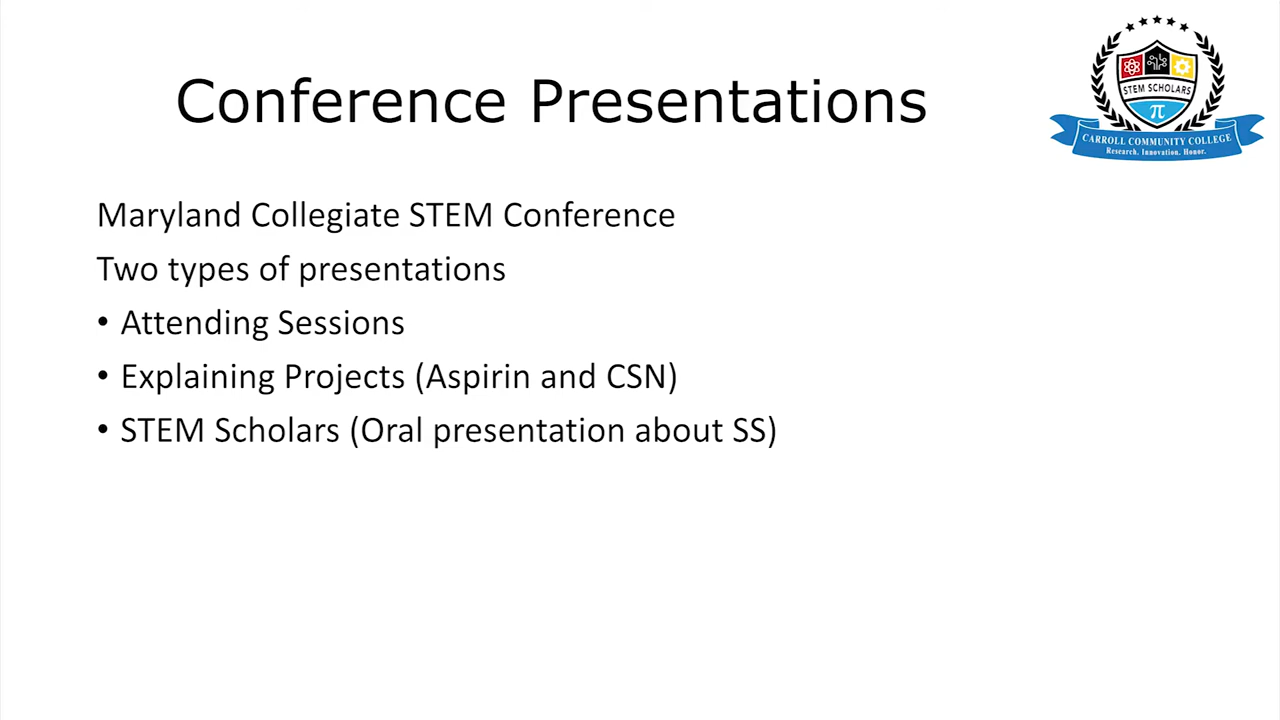 Conference Presentations
STEM SCHOLARS
π
CARROLL COMMUNITY COLLEGE
Research. Innovation. Honor.
Maryland Collegiate STEM Conference
Two types of presentations
• Attending Sessions
• Explaining Projects (Aspirin and CSN)
• STEM Scholars (Oral presentation about SS)